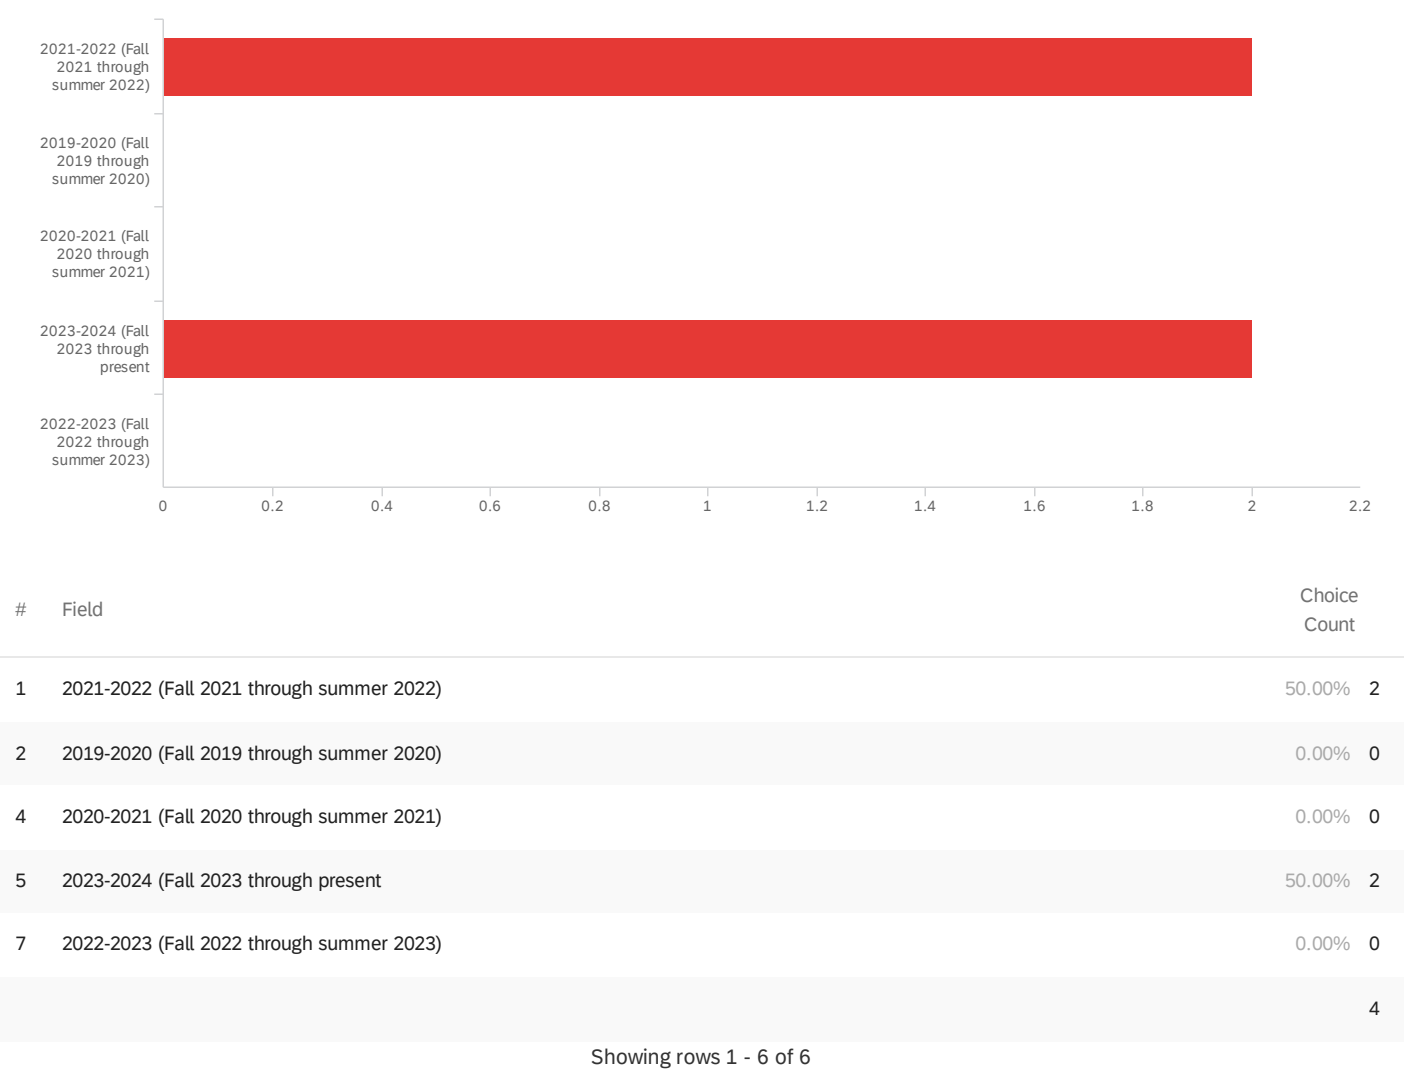 2021-2022 (Fall
2021 through
summer 2022)
2019-2020 (Fall
2019 through
summer 2020)
2020-2021 (Fall
2020 through
summer 2021)
2023-2024 (Fall
2023 through
present
2022-2023 (Fall
2022 through
summer 2023)
0 0.2 0.4 0.6 0.8 1 1.2 1.4 1.6 1.8 2 2.2
# Field Choice
Count
1 2021-2022 (Fall 2021 through summer 2022) 50.00% 2
2 2019-2020 (Fall 2019 through summer 2020) 0.00% 0
4 2020-2021 (Fall 2020 through summer 2021) 0.00% 0
5 2023-2024 (Fall 2023 through present 50.00% 2
7 2022-2023 (Fall 2022 through summer 2023) 0.00% 0
4
Showing rows 1 - 6 of 6